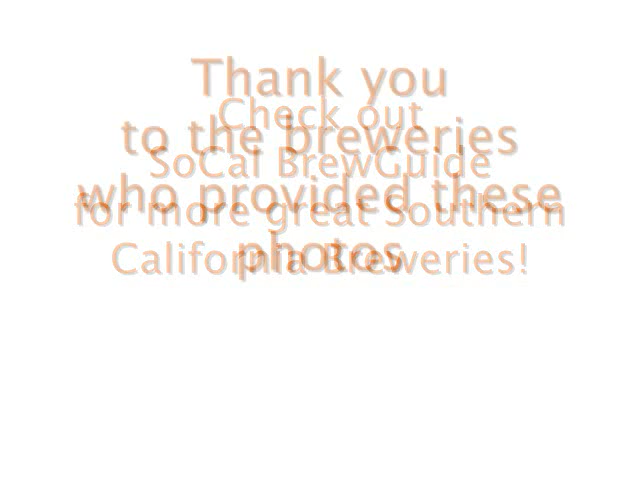 Thank you
to the breweries
who provided these
photos
Check out
SoCal BrewGuide
for more great Southern
California Breweries!